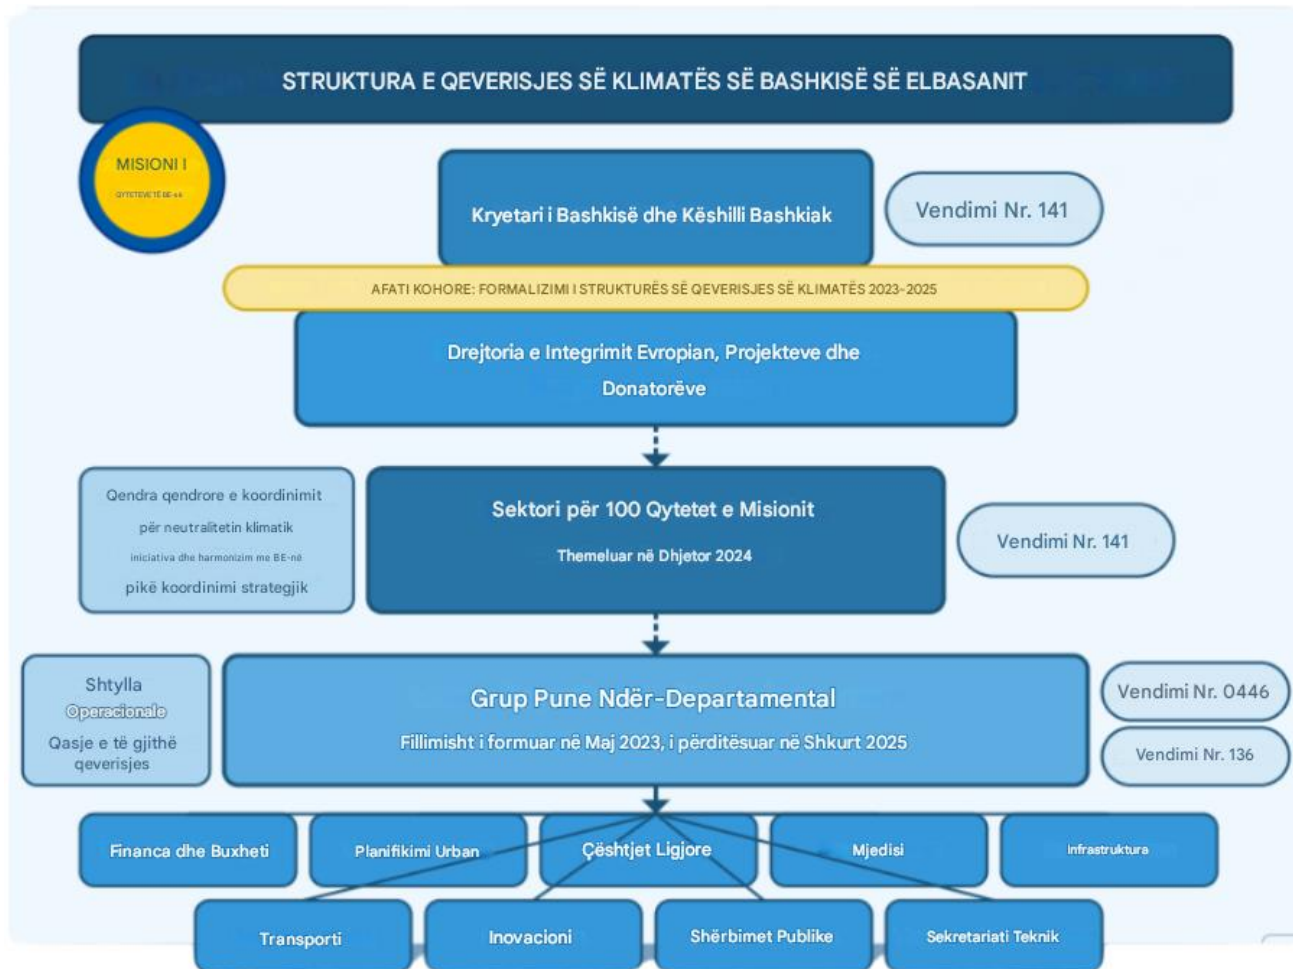 STRUKTURA E QEVERISJES SË KLIMATËS SË BASHKISË SË ELBASANIT
MISIONI I
QYTETEVE TË BE-së
Kryetari i Bashkisë dhe Këshilli Bashkiak
Vendimi Nr. 141
AFATI KOHORE: FORMALIZIMI I STRUKTURËS SË QEVERISJES SË KLIMATËS 2023-2025
Drejtoria e Integrimit Evropian, Projekteve dhe
Donatorëve
Qendra qendrore e koordinimit
për neutralitetin klimatik
iniciativa dhe harmonizim me BE-në
pikë koordinimi strategjik
Sektori për 100 Qytetet e Misionit
Themeluar në Dhjetor 2024
Vendimi Nr. 141
Shtylla
Operacionale
Qasje e të gjithë
qeverisjes
Grup Pune Ndër-Departamental
Fillimisht i formuar në Maj 2023, i përditësuar në Shkurt 2025
Vendimi Nr. 0446
Vendimi Nr. 136
Financa dhe Buxheti
Planifikimi Urban
Çështjet Ligjore
Mjedisi
Infrastruktura
Transporti
Inovacioni
Shërbimet Publike
Sekretariati Teknik